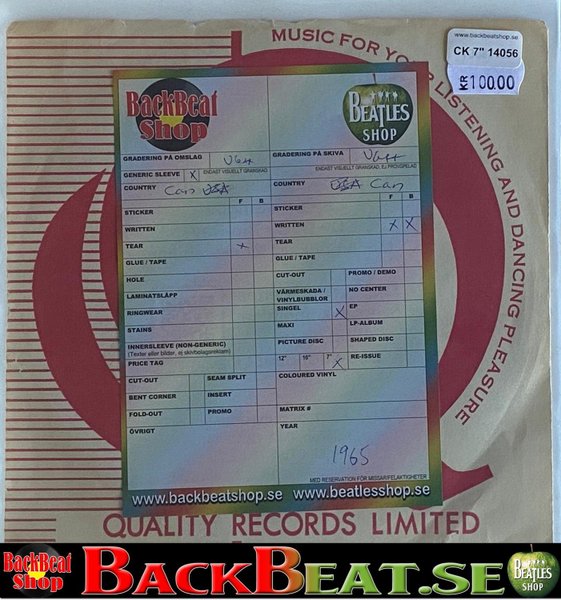 MUSIC FOR YOUR LISTENING AND DANCING PLEASURE
www.backbeatshop.se
CK 7" 14056
KR 100.00
BackBeat
Shop
BEATLES
SHOP
GRADERING PÅ OMSLAG VG++
GRADERING PÅ SKIVA VG++
GENERIC SLEEVE X
ENDAST VISUELLT GRANSKAD
ENDAST VISUELLT GRANSKAD, EJ PROVSPELAD
COUNTRY Can USA
COUNTRY USA Can
F B
F B
STICKER
STICKER
WRITTEN
WRITTEN X X
TEAR X
TEAR
GLUE / TAPE
GLUE / TAPE
HOLE
CUT-OUT
PROMO / DEMO
LAMINATSLÄPP
VÄRMESKADA /
VINYLBUBBLOR
NO CENTER
RINGWEAR
SINGEL X
EP
STAINS
MAXI
LP-ALBUM
INNERSLEEVE (NON-GENERIC)
(Texter eller bilder, ej skivbolagsreklam)
PICTURE DISC
SHAPED DISC
PRICE TAG
12" 10" 7" X
RE-ISSUE
CUT-OUT
SEAM SPLIT
COLOURED VINYL
BENT CORNER
INSERT
FOLD-OUT
PROMO
MATRIX #
ÖVRIGT
YEAR
1965
MED RESERVATION FÖR MISSAR/FELAKTIGHETER
www.backbeatshop.se www.beatlesshop.se
QUALITY RECORDS LIMITED
BackBeat
Shop
BACKBEAT.SE
BEATLES
SHOP